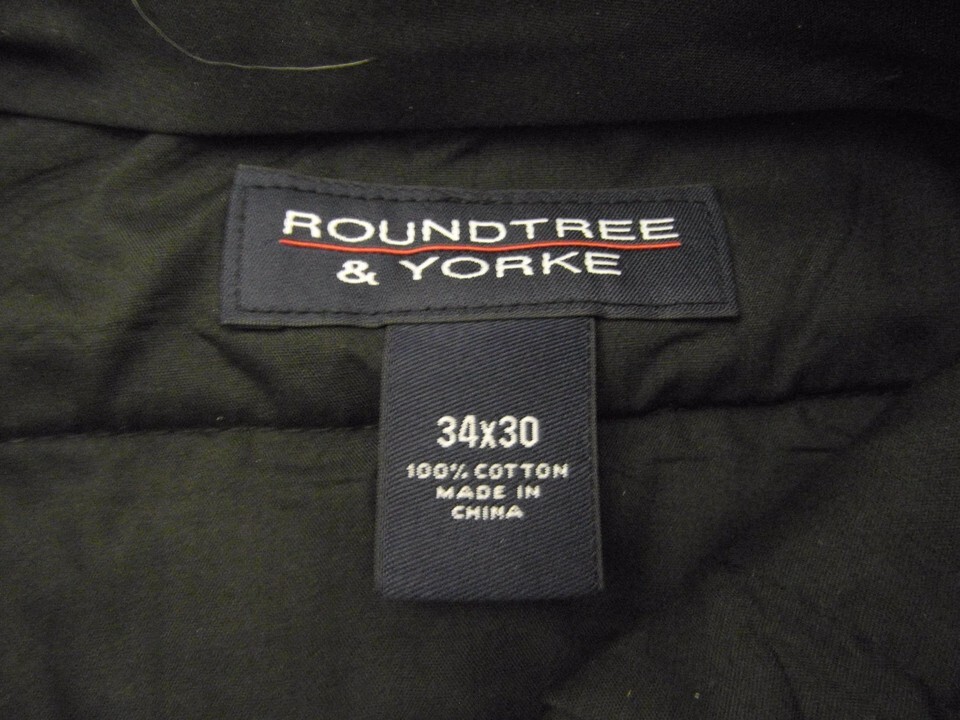 ROUNDTREE
& YORKE
34x30
100% COTTON
MADE IN
CHINA